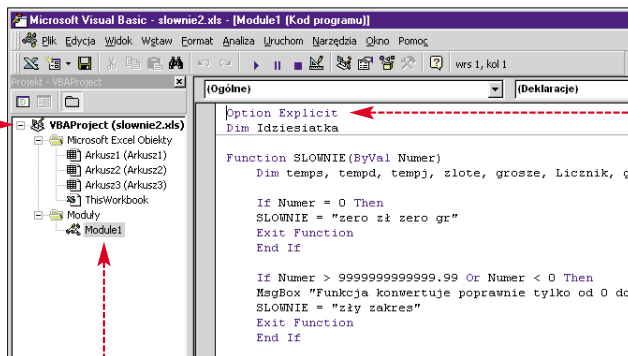 Microsoft Visual Basic - slownie2.xls - [Module1 (Kod programu)]
Plik Edycja Widok Wstaw Format Analiza Uruchom Narzędzia Okno Pomoc
wrs 1, kol 1
Projekt - VBAProject
(Ogólne) (Deklaracje)
VBAProject (slownie2.xls)
Microsoft Excel Obiekty
Arkusz1 (Arkusz1)
Arkusz2 (Arkusz2)
Arkusz3 (Arkusz3)
ThisWorkbook
Moduły
Module1
Option Explicit
Dim Idziesiatka
Function SLOWNIE(ByVal Numer)
Dim temps, tempd, tempj, zlote, grosze, Licznik,
If Numer = 0 Then
SLOWNIE = "zero zł zero gr"
Exit Function
End If
If Numer > 9999999999999.99 Or Numer < 0 Then
MsgBox "Funkcja konwertuje poprawnie tylko od 0 do
SLOWNIE = "zły zakres"
Exit Function
End If